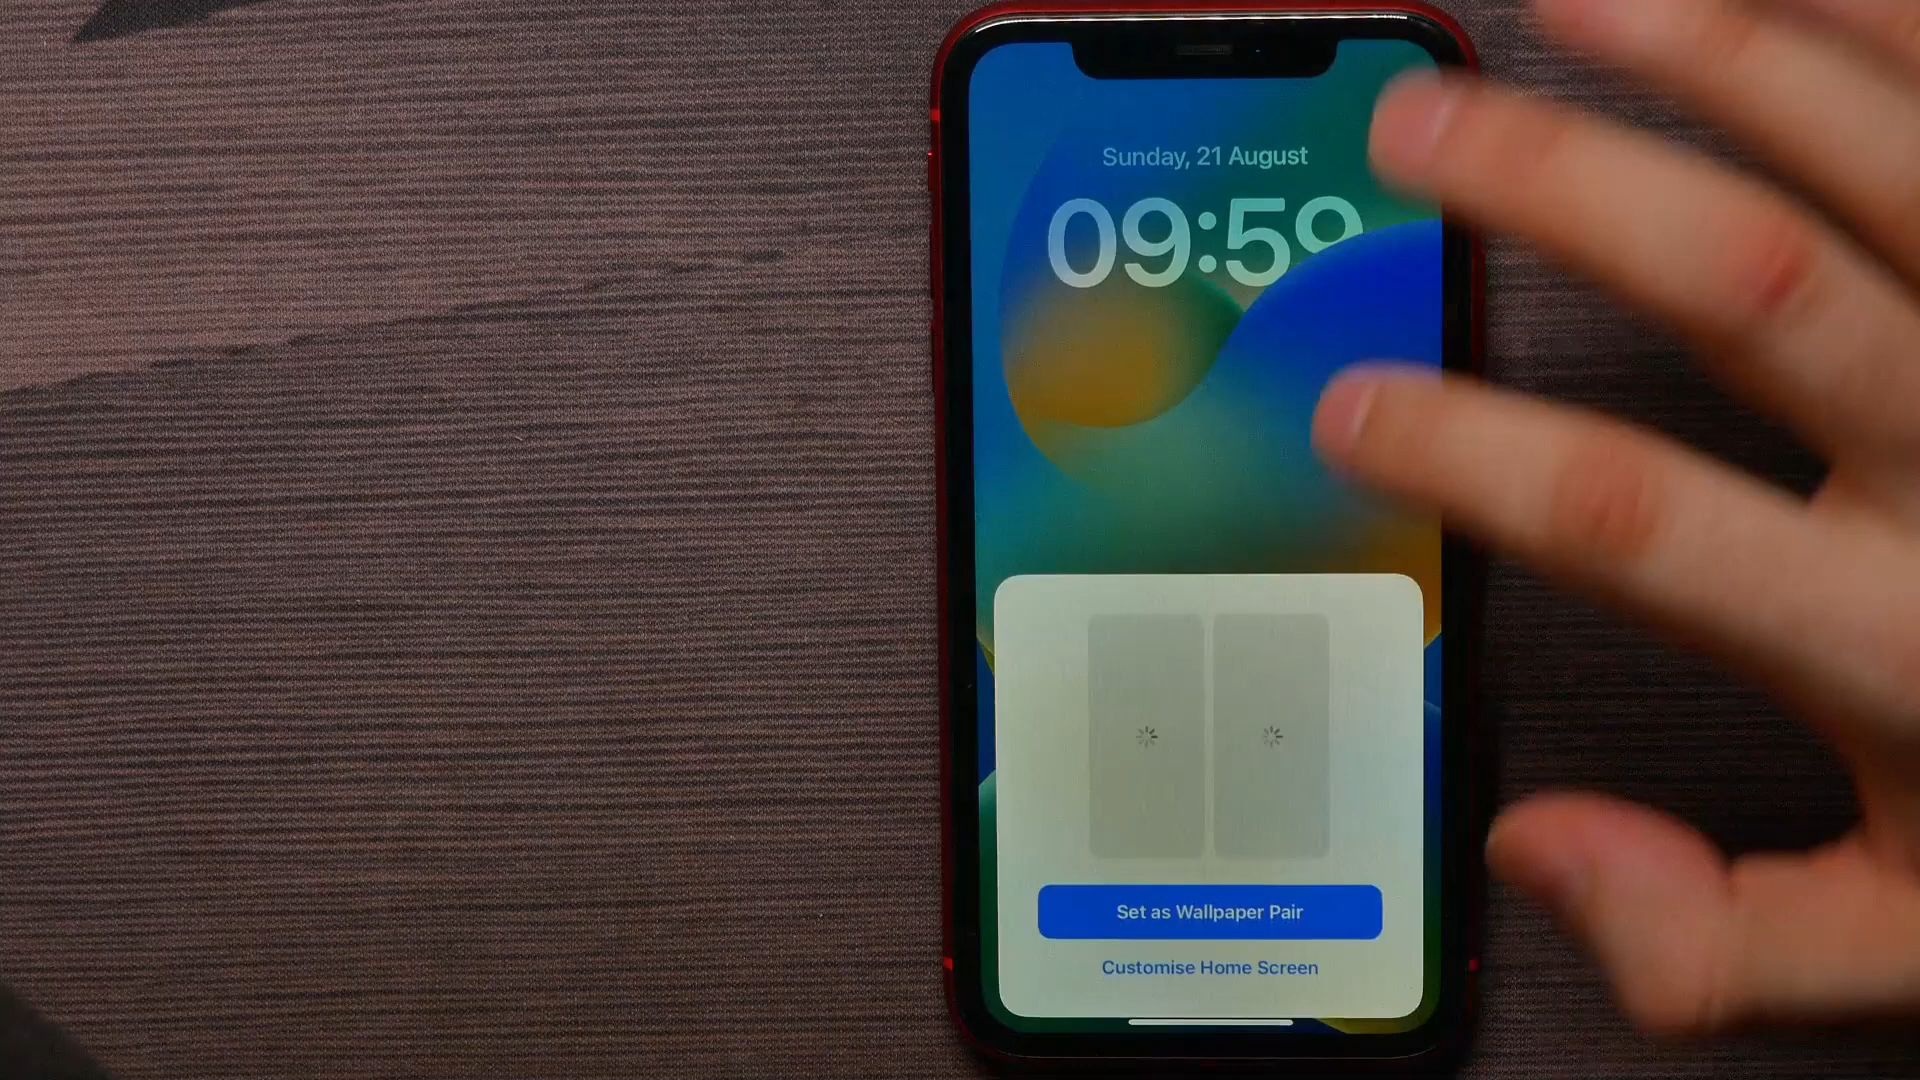 Sunday, 21 August
09:59
Set as Wallpaper Pair
Customise Home Screen